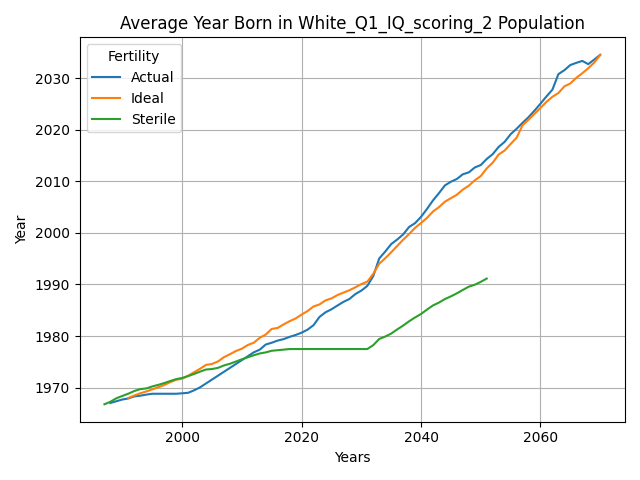 Average Year Born in White_Q1_IQ_scoring_2 Population
Fertility
Actual
Ideal
Sterile
Year
2030
2020
2010
2000
1990
1980
1970
2000 2020 2040 2060
Years